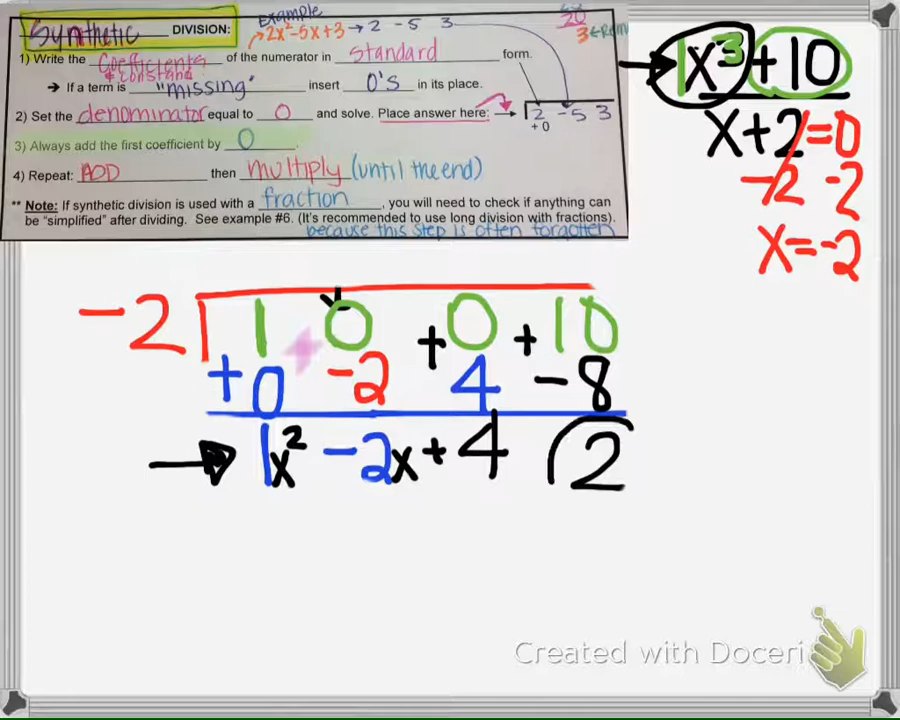 Example
Synthetic DIVISION: 2x²-5x+3 → 2 -5 3
20
3 ←Rem
1) Write the Coefficients & constant of the numerator in Standard form.
→ If a term is "missing" insert 0's in its place.
2) Set the denominator equal to 0 and solve. Place answer here: → 2 -5 3
+0
3) Always add the first coefficient by 0.
4) Repeat: ADD then multiply (until the end)
** Note: If synthetic division is used with a fraction, you will need to check if anything can
be "simplified" after dividing. See example #6. (It's recommended to use long division with fractions).
because this step is often forgotten
1x³+10
x+2=0
-2 -2
x=-2
-2 1 0 +0 +10
+0 -2 4 -8
1x² -2x+4 2
Created with Doceri